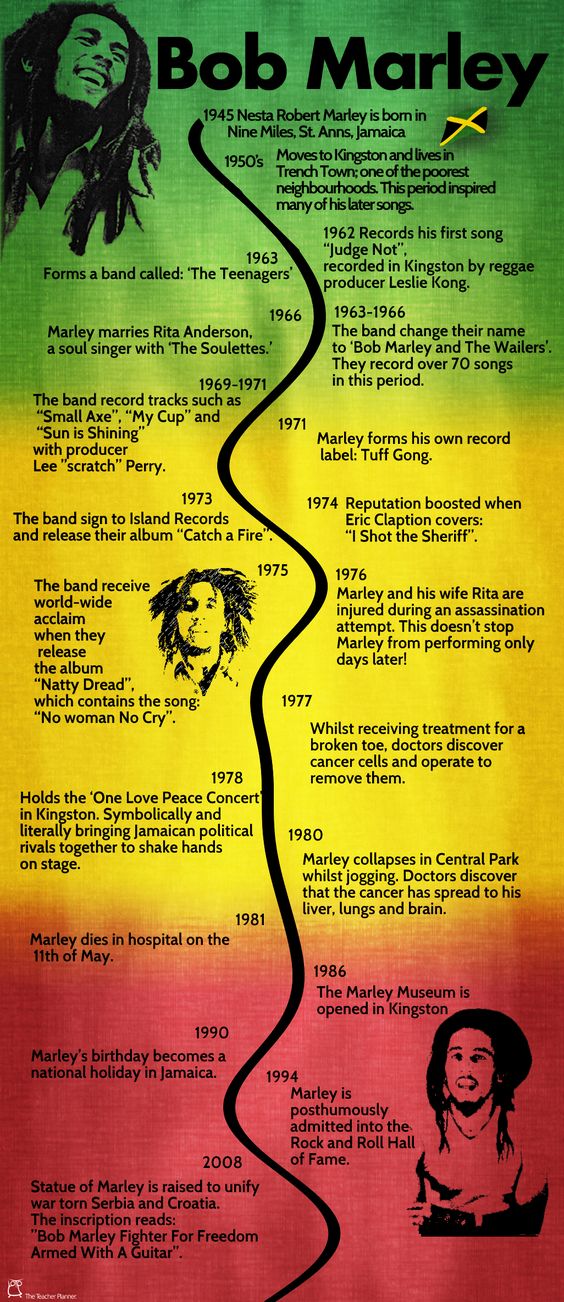 Bob Marley
1945 Nesta Robert Marley is born in
Nine Miles, St. Anns, Jamaica
1950's
Moves to Kingston and lives in
Trench Town; one of the poorest
neighbourhoods. This period inspired
many of his later songs.
1962 Records his first song
"Judge Not",
recorded in Kingston by reggae
producer Leslie Kong.
1963
Forms a band called: 'The Teenagers'
1963-1966
The band change their name
to 'Bob Marley and The Wailers'.
They record over 70 songs
in this period.
1966
Marley marries Rita Anderson,
a soul singer with 'The Soulettes.'
1969-1971
The band record tracks such as
"Small Axe", "My Cup" and
"Sun is Shining"
with producer
Lee "scratch" Perry.
1971
Marley forms his own record
label: Tuff Gong.
1973
The band sign to Island Records
and release their album "Catch a Fire".
1974 Reputation boosted when
Eric Claption covers:
"I Shot the Sheriff".
1975
The band receive
world-wide
acclaim
when they
release
the album
"Natty Dread",
which contains the song:
"No woman No Cry".
1976
Marley and his wife Rita are
injured during an assassination
attempt. This doesn't stop
Marley from performing only
days later!
1977
Whilst receiving treatment for a
broken toe, doctors discover
cancer cells and operate to
remove them.
1978
Holds the 'One Love Peace Concert'
in Kingston. Symbolically and
literally bringing Jamaican political
rivals together to shake hands
on stage.
1980
Marley collapses in Central Park
whilst jogging. Doctors discover
that the cancer has spread to his
liver, lungs and brain.
1981
Marley dies in hospital on the
11th of May.
1986
The Marley Museum is
opened in Kingston
1990
Marley's birthday becomes a
national holiday in Jamaica.
1994
Marley is
posthumously
admitted into the
Rock and Roll Hall
of Fame.
2008
Statue of Marley is raised to unify
war torn Serbia and Croatia.
The inscription reads:
"Bob Marley Fighter For Freedom
Armed With A Guitar".
The Teacher Planner.